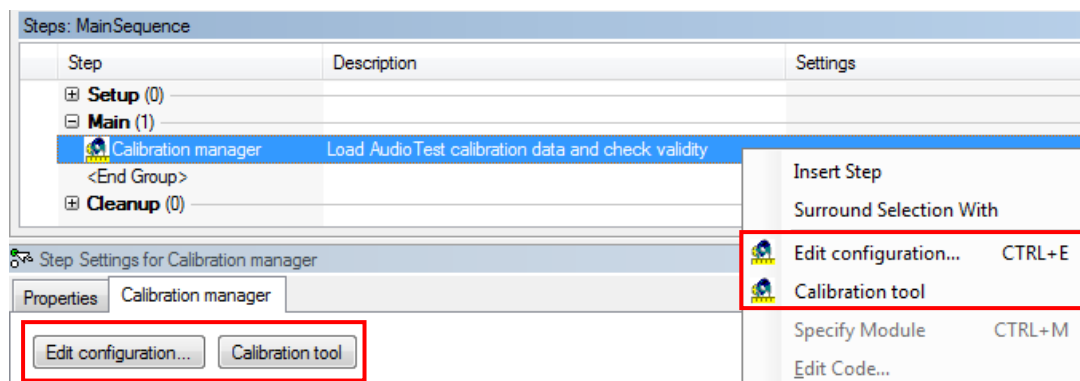 Steps: MainSequence
Step Description Settings
Setup (0)
Main (1)
Calibration manager Load AudioTest calibration data and check validity
<End Group>
Cleanup (0)
Insert Step
Surround Selection With
Edit configuration... CTRL+E
Calibration tool
Specify Module CTRL+M
Edit Code...
Step Settings for Calibration manager
Properties Calibration manager
Edit configuration... Calibration tool